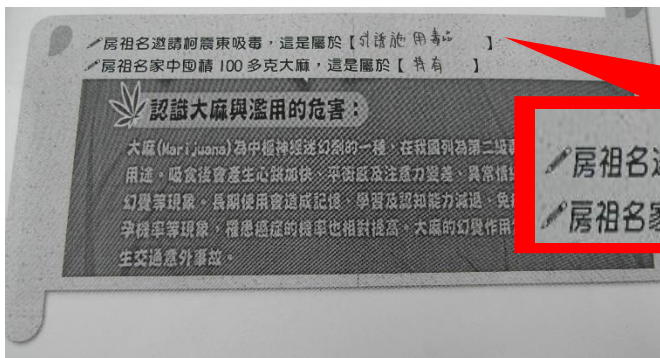 房祖名邀請柯震東吸毒,這是屬於【引誘施用毒品】
房祖名家中囤積 100 多克大麻,這是屬於【持有】
認識大麻與濫用的危害:
大麻(Marijuana)為中樞神經迷幻劑的一種,在我國列為第二級毒
用途。吸食後會產生心跳加快、平衡感及注意力變差、異常情緒
幻覺等現象。長期使用會造成記憶、學習及認知能力減退、免疫
孕機率等現象,罹患癌症的機率也相對提高。大麻的幻覺作用
生交通意外事故。
房祖名
房祖名家